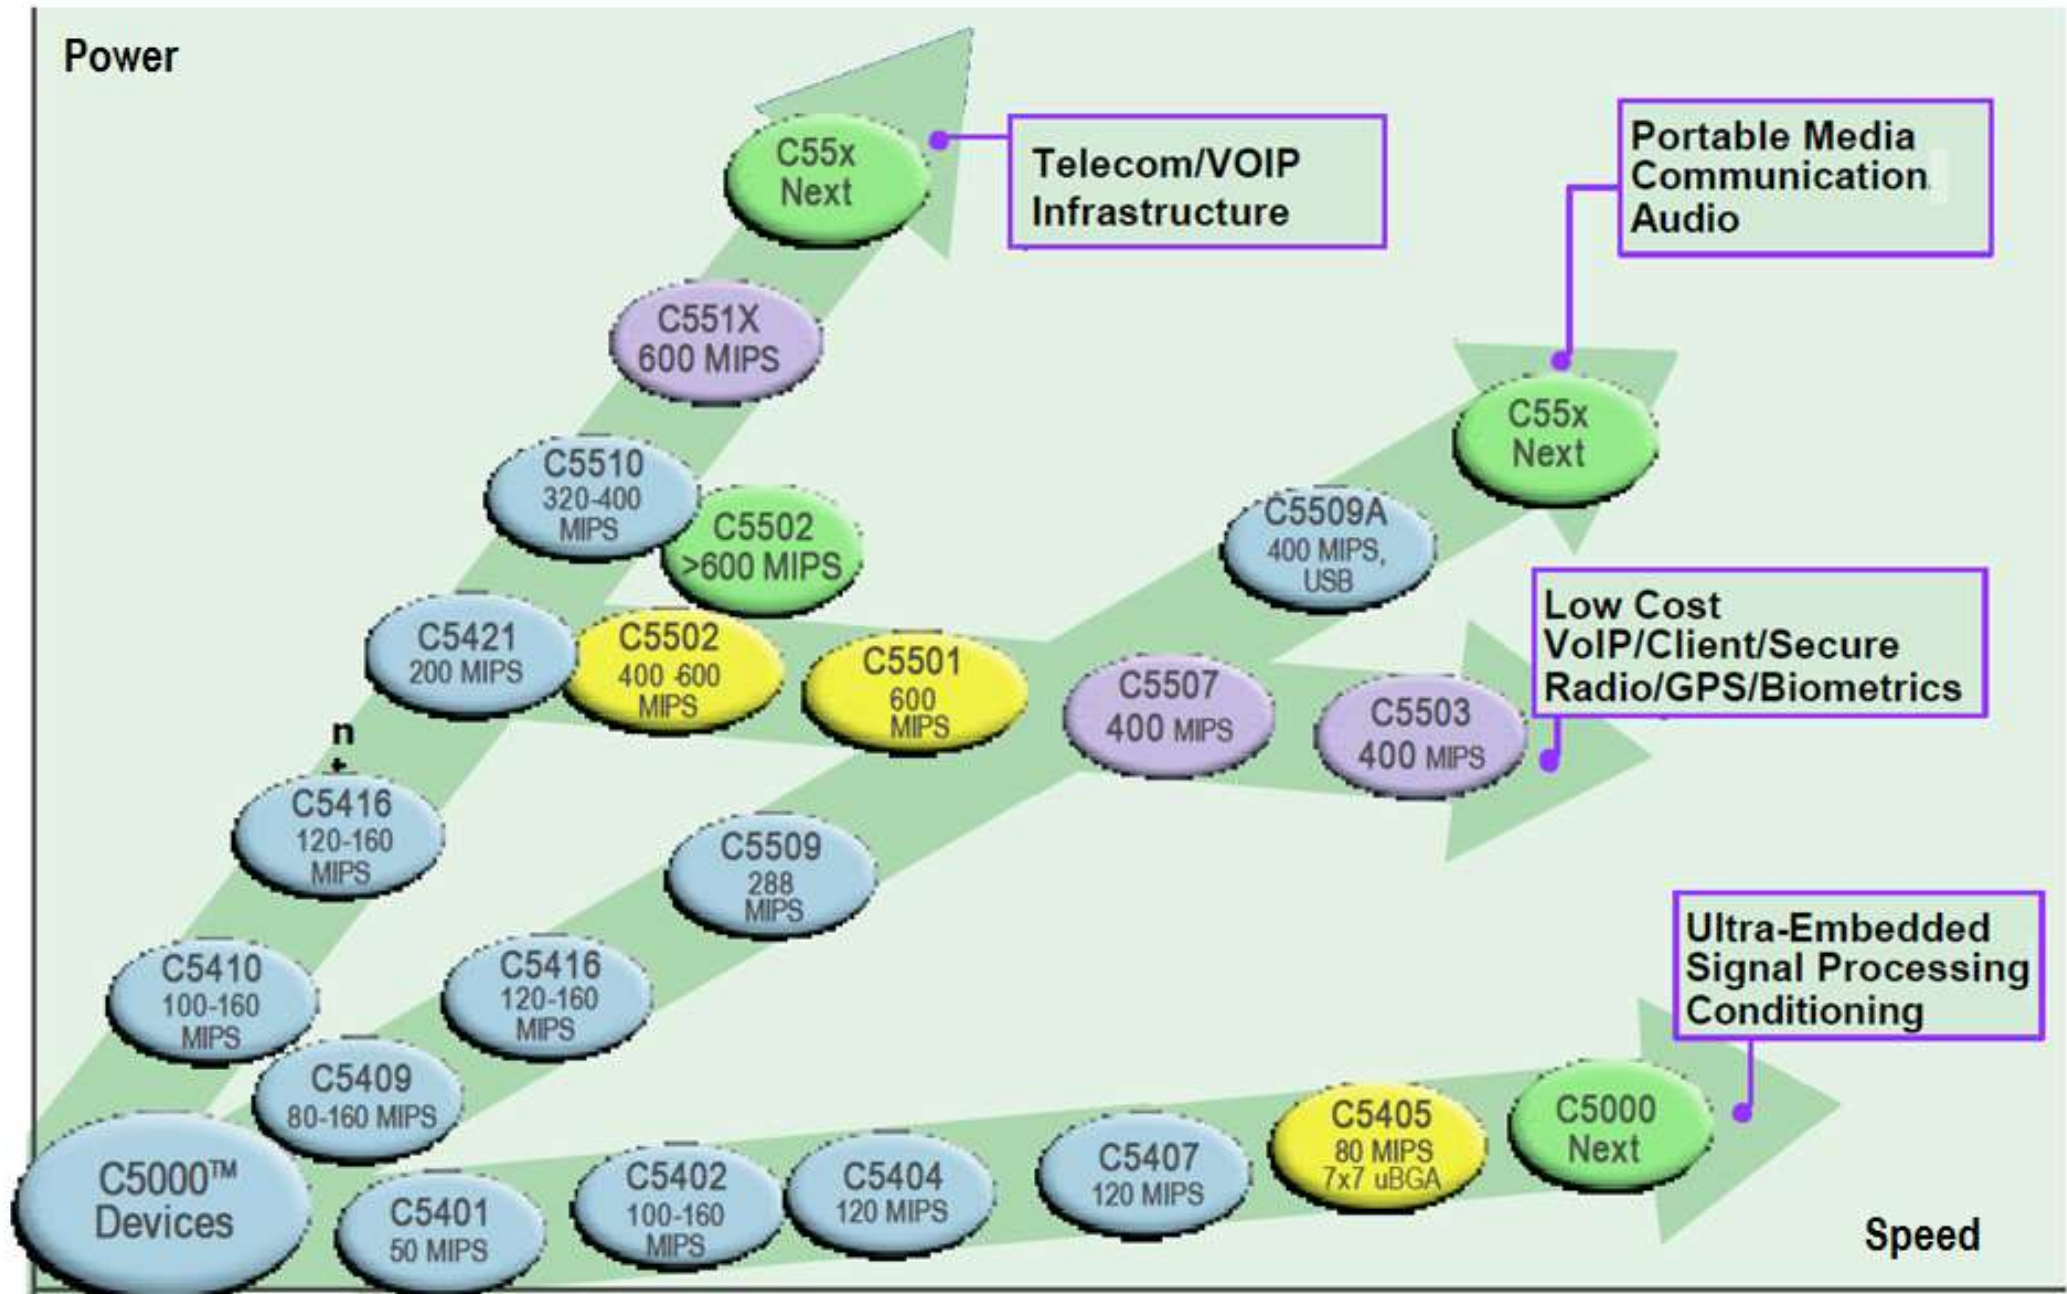 Power
C55x
Next
Telecom/VOIP
Infrastructure
Portable Media
Communication
Audio
C551X
600 MIPS
C55x
Next
C5510
320-400
MIPS
C5502
>600 MIPS
C5509A
400 MIPS,
USB
Low Cost
VoIP/Client/Secure
Radio/GPS/Biometrics
C5421
200 MIPS
C5502
400 -600
MIPS
C5501
600
MIPS
C5507
400 MIPS
C5503
400 MIPS
n
t
C5416
120-160
MIPS
C5509
288
MIPS
C5410
100-160
MIPS
C5416
120-160
MIPS
Ultra-Embedded
Signal Processing
Conditioning
C5409
80-160 MIPS
C5000™
Devices
C5401
50 MIPS
C5402
100-160
MIPS
C5404
120 MIPS
C5407
120 MIPS
C5405
80 MIPS
7x7 uBGA
C5000
Next
Speed